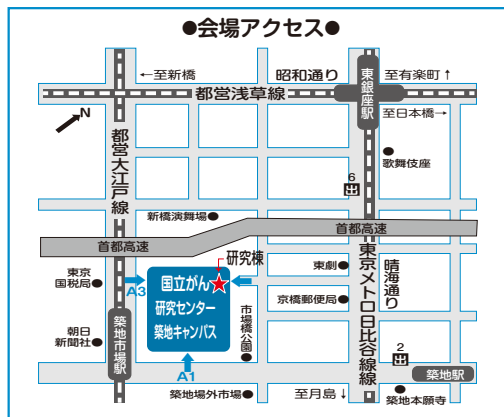 ●会場アクセス●
←至新橋
昭和通り
至有楽町↑
都営浅草線
東銀座駅
至日本橋→
N
都営大江戸線
歌舞伎座
6
新橋演舞場
首都高速
首都高速
研究棟
東劇
晴海通り
東京国税局
A3
国立がん
研究センター
築地キャンパス
京橋郵便局
東京メトロ日比谷線線
市場橋公園
朝日
新聞社
築地市場駅
A1
2
築地駅
築地場外市場
至月島↓
築地本願寺